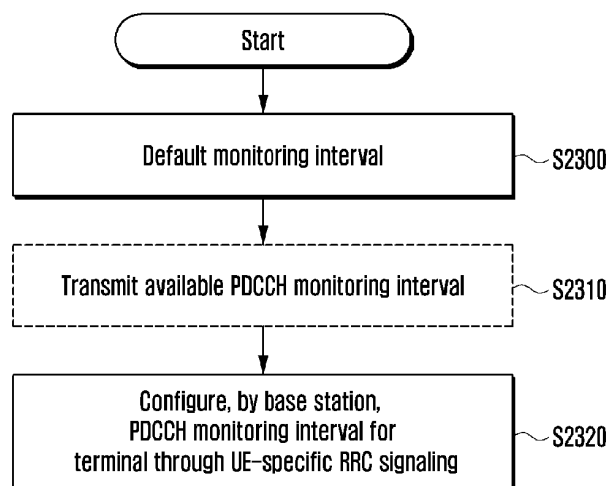 Start
Default monitoring interval
S2300
Transmit available PDCCH monitoring interval
S2310
Configure, by base station,
PDCCH monitoring interval for
terminal through UE-specific RRC signaling
S2320